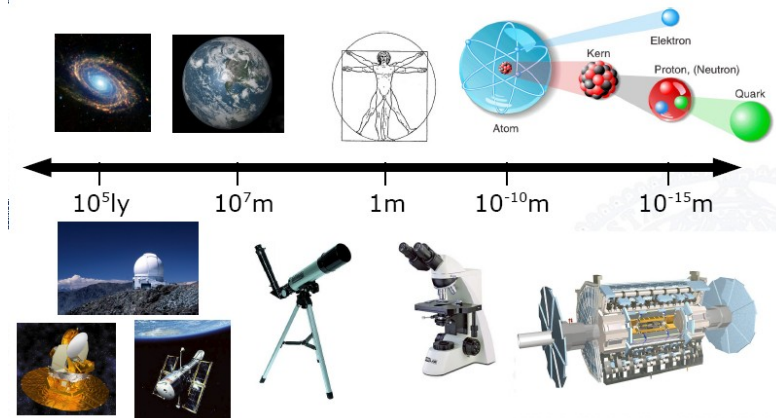 Elektron
Kern
Proton, (Neutron)
Quark
Atom
10⁵ly
10⁷m
1m
10⁻¹⁰m
10⁻¹⁵m